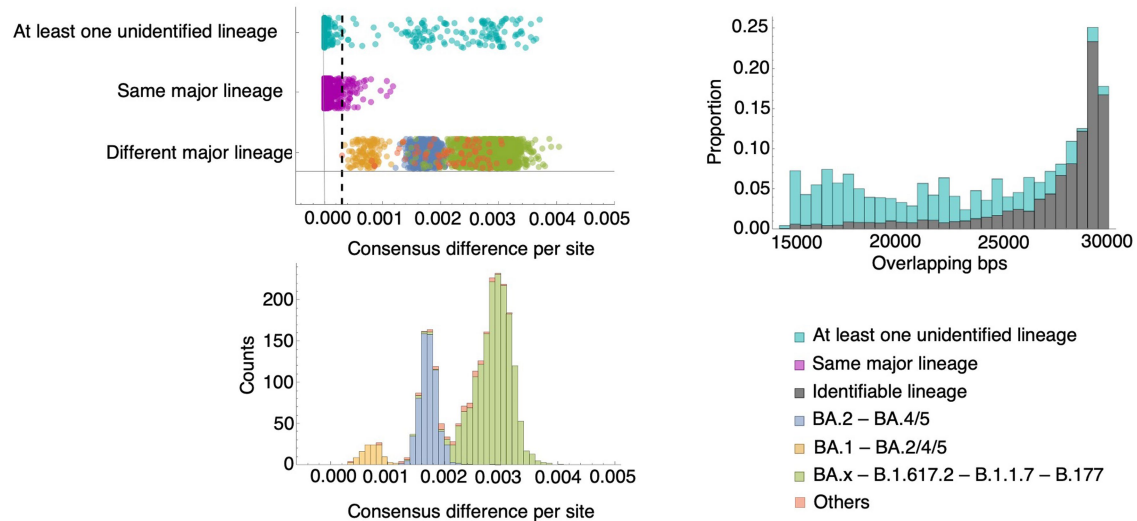 At least one unidentified lineage
Same major lineage
Different major lineage
0.000 0.001 0.002 0.003 0.004 0.005
Consensus difference per site
Proportion
0.25
0.20
0.15
0.10
0.05
0.00
15000 20000 25000 30000
Overlapping bps
Counts
200
150
100
50
0
0.000 0.001 0.002 0.003 0.004 0.005
Consensus difference per site
At least one unidentified lineage
Same major lineage
Identifiable lineage
BA.2 – BA.4/5
BA.1 – BA.2/4/5
BA.x – B.1.617.2 – B.1.1.7 – B.177
Others